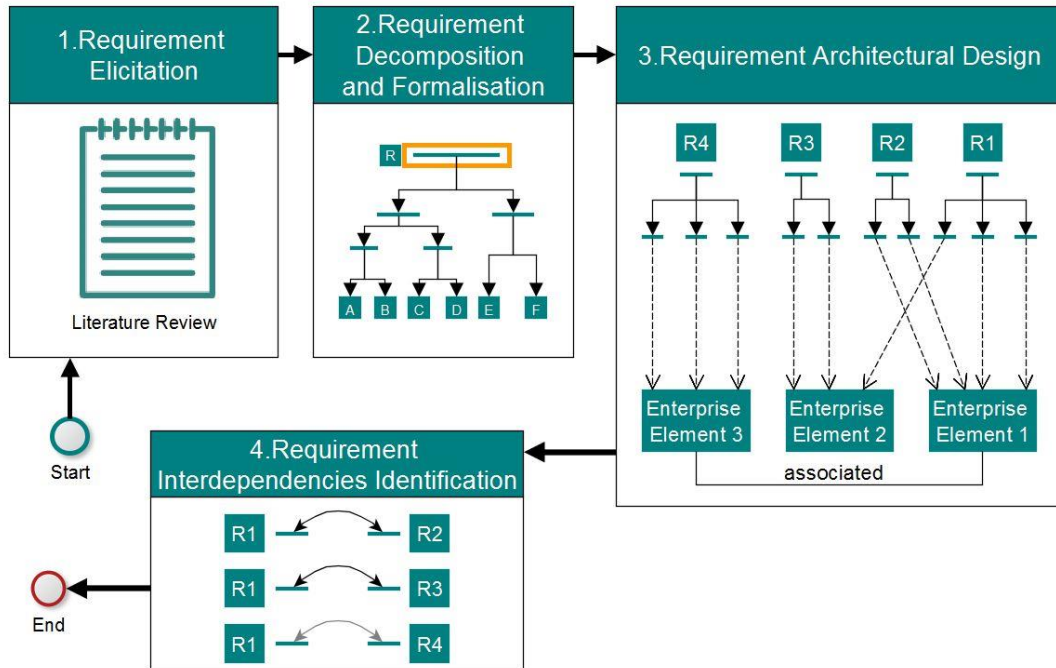 1.Requirement
Elicitation
Literature Review
2.Requirement
Decomposition
and Formalisation
R
A B C D E F
3.Requirement Architectural Design
R4 R3 R2 R1
Enterprise
Element 3
Enterprise
Element 2
Enterprise
Element 1
associated
Start
4.Requirement
Interdependencies Identification
R1 R2
R1 R3
R1 R4
End